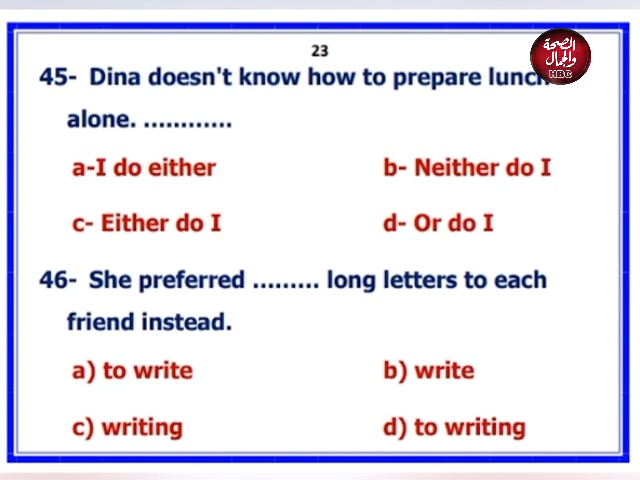 23
الصحة
والجمال
HBG
45- Dina doesn't know how to prepare lunch
alone. ............
a-I do either
b- Neither do I
c- Either do I
d- Or do I
46- She preferred ......... long letters to each
friend instead.
a) to write
b) write
c) writing
d) to writing